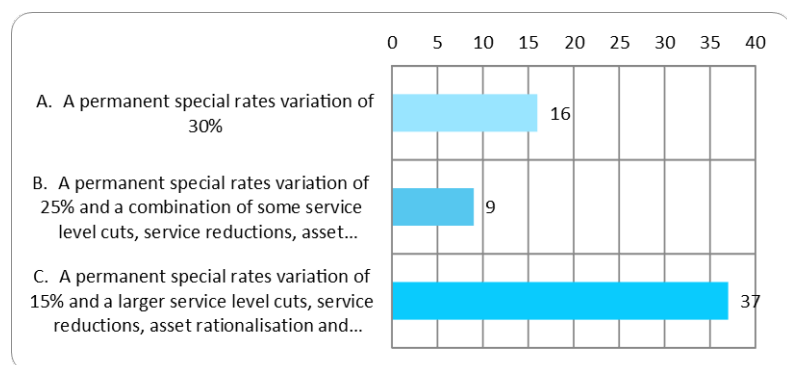 0 5 10 15 20 25 30 35 40
A. A permanent special rates variation of
30%
16
B. A permanent special rates variation of
25% and a combination of some service
level cuts, service reductions, asset...
9
C. A permanent special rates variation of
15% and a larger service level cuts, service
reductions, asset rationalisation and...
37